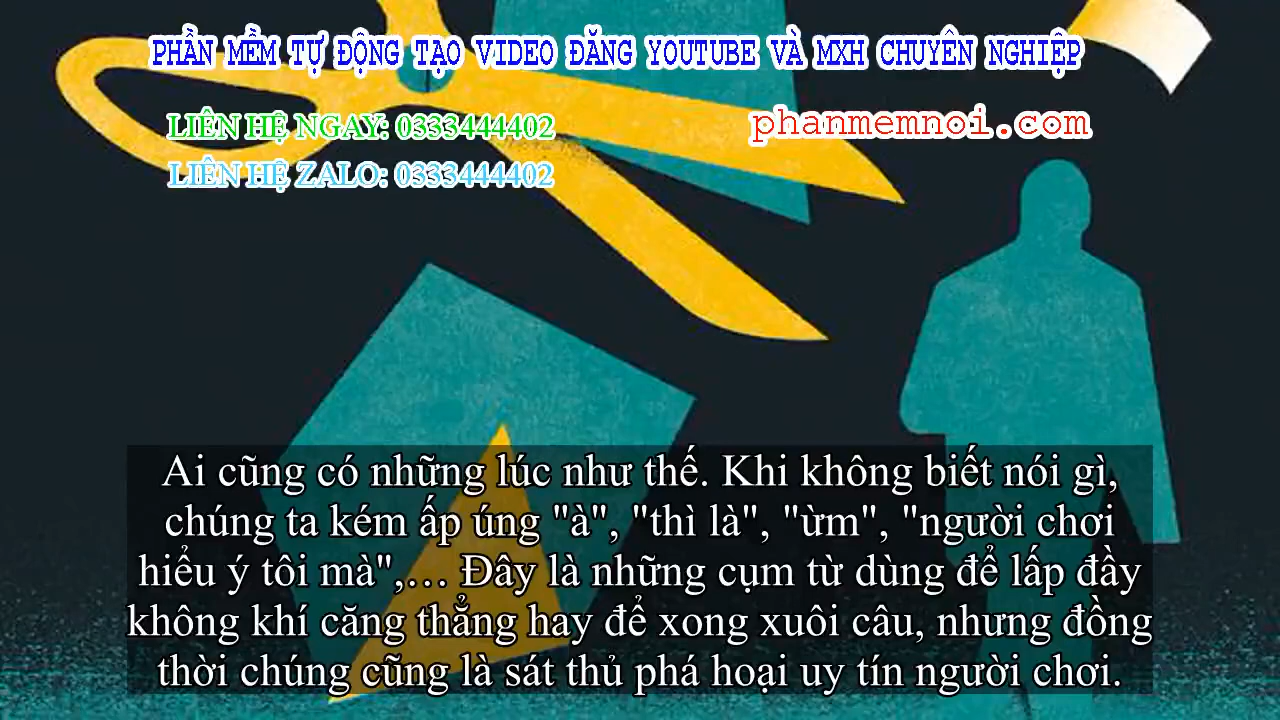 PHẦN MỀM TỰ ĐỘNG TẠO VIDEO ĐĂNG YOUTUBE VÀ MXH CHUYÊN NGHIỆP
LIÊN HỆ NGAY: 0333444402
phanmemnoi.com
LIÊN HỆ ZALO: 0333444402
Ai cũng có những lúc như thế. Khi không biết nói gì,
chúng ta kém ấp úng "à", "thì là", "ừm", "người chơi
hiểu ý tôi mà",… Đây là những cụm từ dùng để lấp đầy
không khí căng thẳng hay để xong xuôi câu, nhưng đồng
thời chúng cũng là sát thủ phá hoại uy tín người chơi.